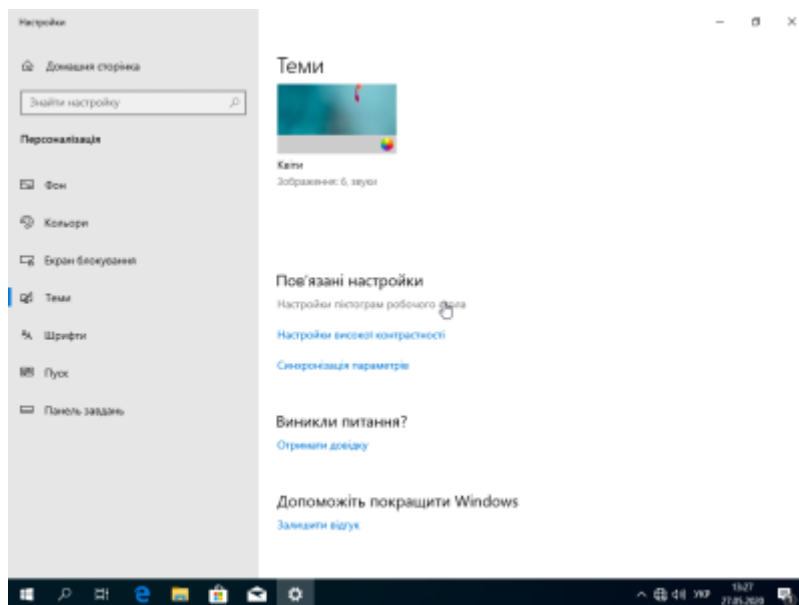 Настройки
Домашня сторінка
Знайти настройку
Персоналізація
Фон
Кольори
Екран блокування
Теми
Шрифти
Пуск
Панель завдань
Теми
Квіти
Зображення: 6, звуки
Пов'язані настройки
Настройки піктограм робочого стола
Настройки високої контрастності
Синхронізація параметрів
Виникли питання?
Отримати довідку
Допоможіть покращити Windows
Залишити відгук
УКР
13:27
27.05.2020